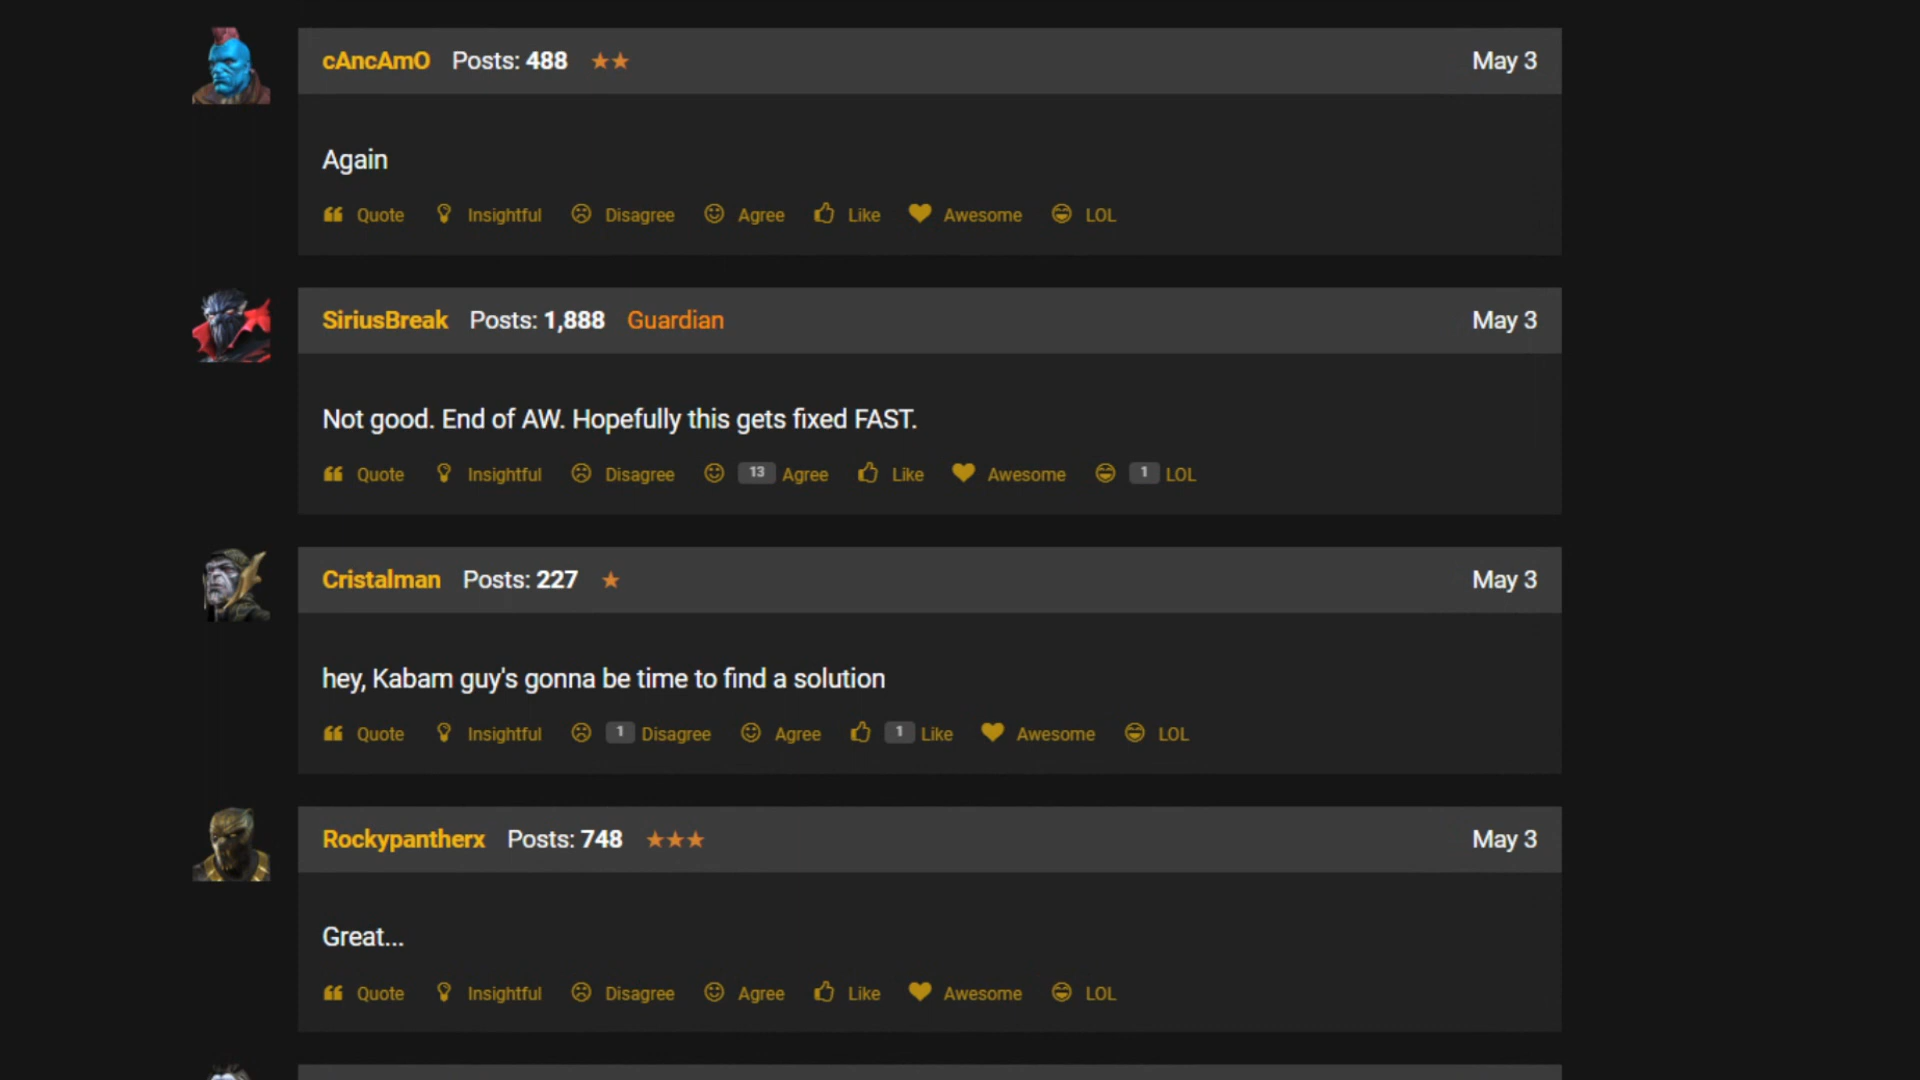 cAncAmO Posts: 488 ★★ May 3
Again
Quote Insightful Disagree Agree Like Awesome LOL
SiriusBreak Posts: 1,888 Guardian May 3
Not good. End of AW. Hopefully this gets fixed FAST.
Quote Insightful Disagree 13 Agree Like Awesome 1 LOL
Cristalman Posts: 227 ★ May 3
hey, Kabam guy's gonna be time to find a solution
Quote Insightful 1 Disagree Agree 1 Like Awesome LOL
Rockypantherx Posts: 748 ★★★ May 3
Great...
Quote Insightful Disagree Agree Like Awesome LOL